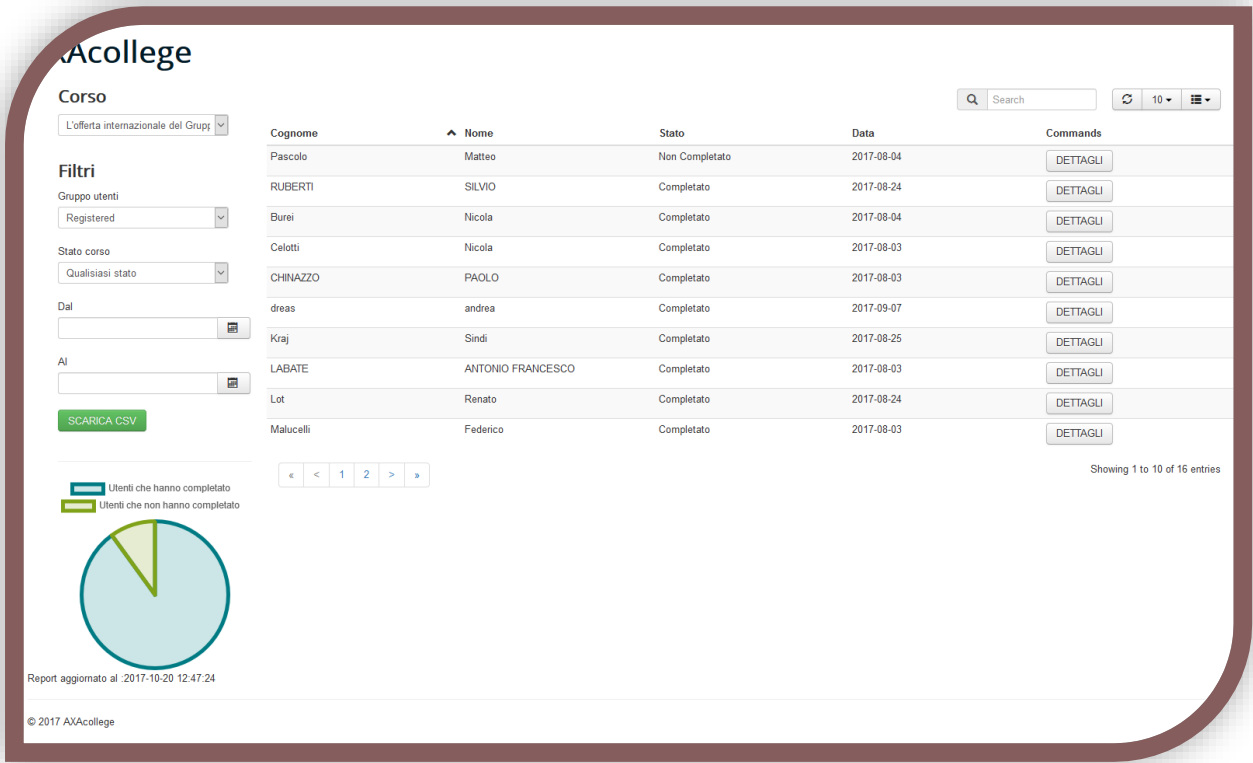 AXAcollege
Corso
L'offerta internazionale del Grupp
Filtri
Gruppo utenti
Registered
Stato corso
Qualisiasi stato
Dal
Al
SCARICA CSV
Utenti che hanno completato
Utenti che non hanno completato
Report aggiornato al :2017-10-20 12:47:24
Search
10
Cognome Nome Stato Data Commands
Pascolo Matteo Non Completato 2017-08-04 DETTAGLI
RUBERTI SILVIO Completato 2017-08-24 DETTAGLI
Burei Nicola Completato 2017-08-04 DETTAGLI
Celotti Nicola Completato 2017-08-03 DETTAGLI
CHINAZZO PAOLO Completato 2017-08-03 DETTAGLI
dreas andrea Completato 2017-09-07 DETTAGLI
Kraj Sindi Completato 2017-08-25 DETTAGLI
LABATE ANTONIO FRANCESCO Completato 2017-08-03 DETTAGLI
Lot Renato Completato 2017-08-24 DETTAGLI
Malucelli Federico Completato 2017-08-03 DETTAGLI
« < 1 2 > »
Showing 1 to 10 of 16 entries
© 2017 AXAcollege